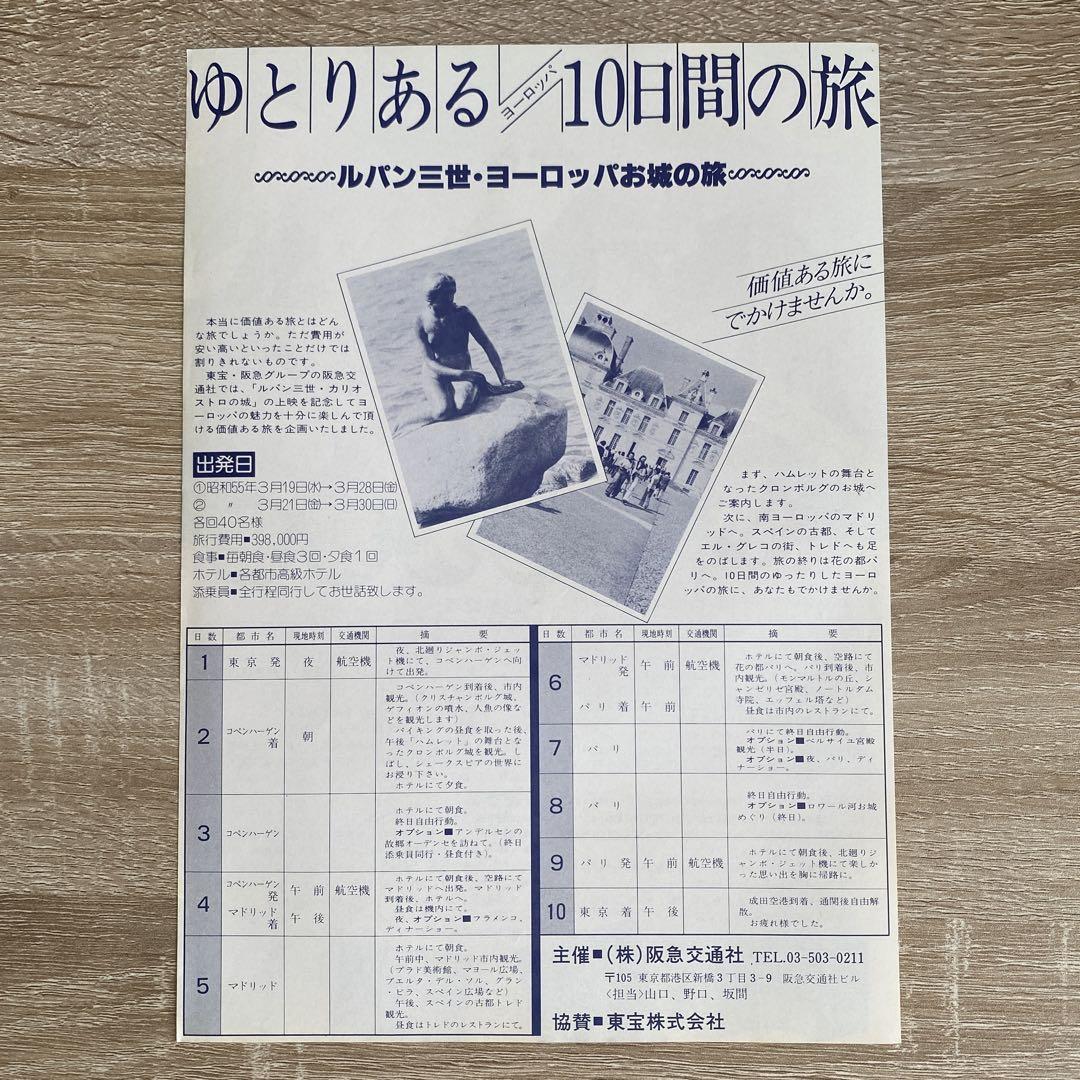 ゆとりある ヨーロッパ 10日間の旅
ルパン三世・ヨーロッパお城の旅
価値ある旅に
でかけませんか。
本当に価値ある旅とはどん
な旅でしょうか。ただ費用が
安い高いといったことだけでは
割りきれないものです。
東宝・阪急グループの阪急交
通社では、「ルパン三世・カリオ
ストロの城」の上映を記念してヨ
ーロッパの魅力を十分に楽しんで頂
ける価値ある旅を企画いたしました。
出発日
①昭和55年3月19日(水)→3月28日(金)
② 〃 3月21日(金)→3月30日(日)
各回40名様
旅行費用■398,000円
食事■毎朝食・昼食3回・夕食1回
ホテル■各都市高級ホテル
添乗員■全行程同行してお世話致します。
まず、ハムレットの舞台と
なったクロンボルグのお城へ
ご案内します。
次に、南ヨーロッパのマドリ
ッドへ。スペインの古都、そして
エル・グレコの街、トレドへも足
をのばします。旅の終りは花の都パ
リへ。10日間のゆったりしたヨーロ
ッパの旅に、あなたもでかけませんか。
日数 都市名 現地時刻 交通機関 摘要
1 東京発 夜 航空機
夜、北廻りジャンボ・ジェッ
ト機にて、コペンハーゲンへ向
けて出発。
2 コペンハーゲン着 朝
コペンハーゲン到着後、市内
観光。(クリスチャンボルグ城、
ゲフィオンの噴水、人魚の像な
どを観光します)
バイキングの昼食を取った後、
午後「ハムレット」の舞台とな
ったクロンボルグ城を観光。し
ばし、シェークスピアの世界に
お浸り下さい。
ホテルにて夕食。
3 コペンハーゲン
ホテルにて朝食。
終日自由行動。
オプション■アンデルセンの
故郷オーデンセを訪ねて。(終日
添乗員同行・昼食付き)。
4 コペンハーゲン発 午前 航空機
マドリッド着 午後
ホテルにて朝食後、空路にて
マドリッドへ出発。マドリッド
到着後、ホテルへ。
昼食は機内にて。
夜、オプション■フラメンコ、
ディナーショー。
5 マドリッド
ホテルにて朝食。
午前中、マドリッド市内観光。
(プラド美術館、マヨール広場、
プエルタ・デル・ソル、グラン
・ビラ、スペイン広場など)
午後、スペインの古都トレド
観光。
昼食はトレドのレストランにて。
日数 都市名 現地時刻 交通機関 摘要
6 マドリッド発 午前 航空機
パリ着 午前
ホテルにて朝食後、空路にて
花の都パリへ。パリ到着後、市
内観光。(モンマルトルの丘、シ
ャンゼリゼ宮殿、ノートルダム
寺院、エッフェル塔など)
昼食は市内のレストランにて。
7 パリ
パリにて終日自由行動。
オプション■ベルサイユ宮殿
観光(半日)。
オプション■夜、パリ、ディ
ナーショー。
8 パリ
終日自由行動。
オプション■ロワール河お城
めぐり(終日)。
9 パリ発 午前 航空機
ホテルにて朝食後、北廻りジ
ャンボ・ジェット機にて楽しか
った思い出を胸に帰路に。
10 東京着 午後
成田空港到着、通関後自由解
散。
お疲れ様でした。
主催■(株)阪急交通社 TEL.03-503-0211
〒105 東京都港区新橋3丁目3-9 阪急交通社ビル
〈担当〉山口、野口、坂間
協賛■東宝株式会社